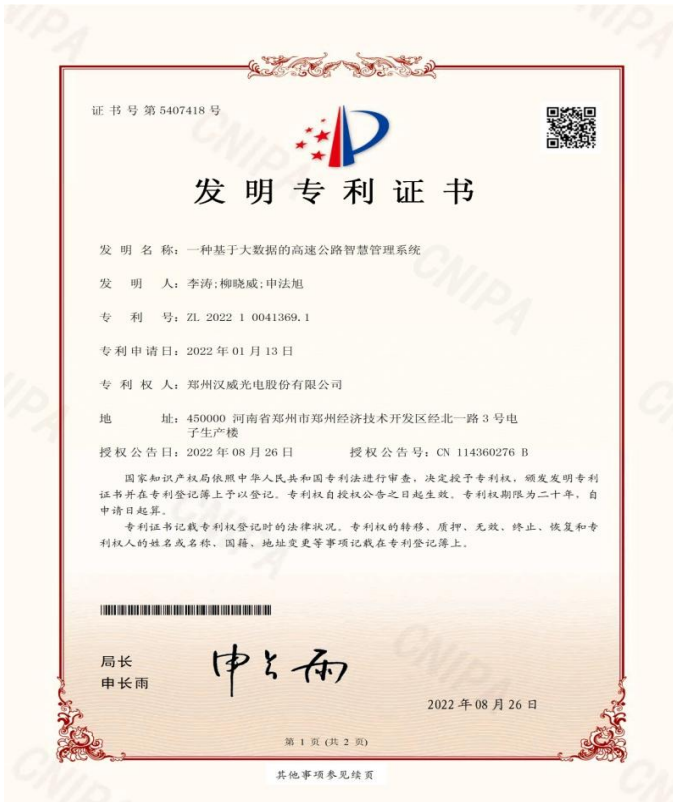 证书号第5407418号
发明专利证书
发明名称：一种基于大数据的高速公路智慧管理系统
发明人：李涛;柳晓威;申法旭
专利号：ZL 2022 1 0041369.1
专利申请日：2022年01月13日
专利权人：郑州汉威光电股份有限公司
地址：450000 河南省郑州市郑州经济技术开发区经北一路3号电
子生产楼
授权公告日：2022年08月26日 授权公告号：CN 114360276 B
国家知识产权局依照中华人民共和国专利法进行审查，决定授予专利权，颁发发明专利
证书并在专利登记簿上予以登记。专利权自授权公告之日起生效。专利权期限为二十年，自
申请日起算。
专利证书记载专利权登记时的法律状况。专利权的转移、质押、无效、终止、恢复和专
利权人的姓名或名称、国籍、地址变更等事项记载在专利登记簿上。
局长
申长雨
申长雨
2022年08月26日
第 1 页 (共 2 页)
其他事项参见续页
CNIPA
CNIPA
CNIPA
CNIPA
CNIPA
CNIPA